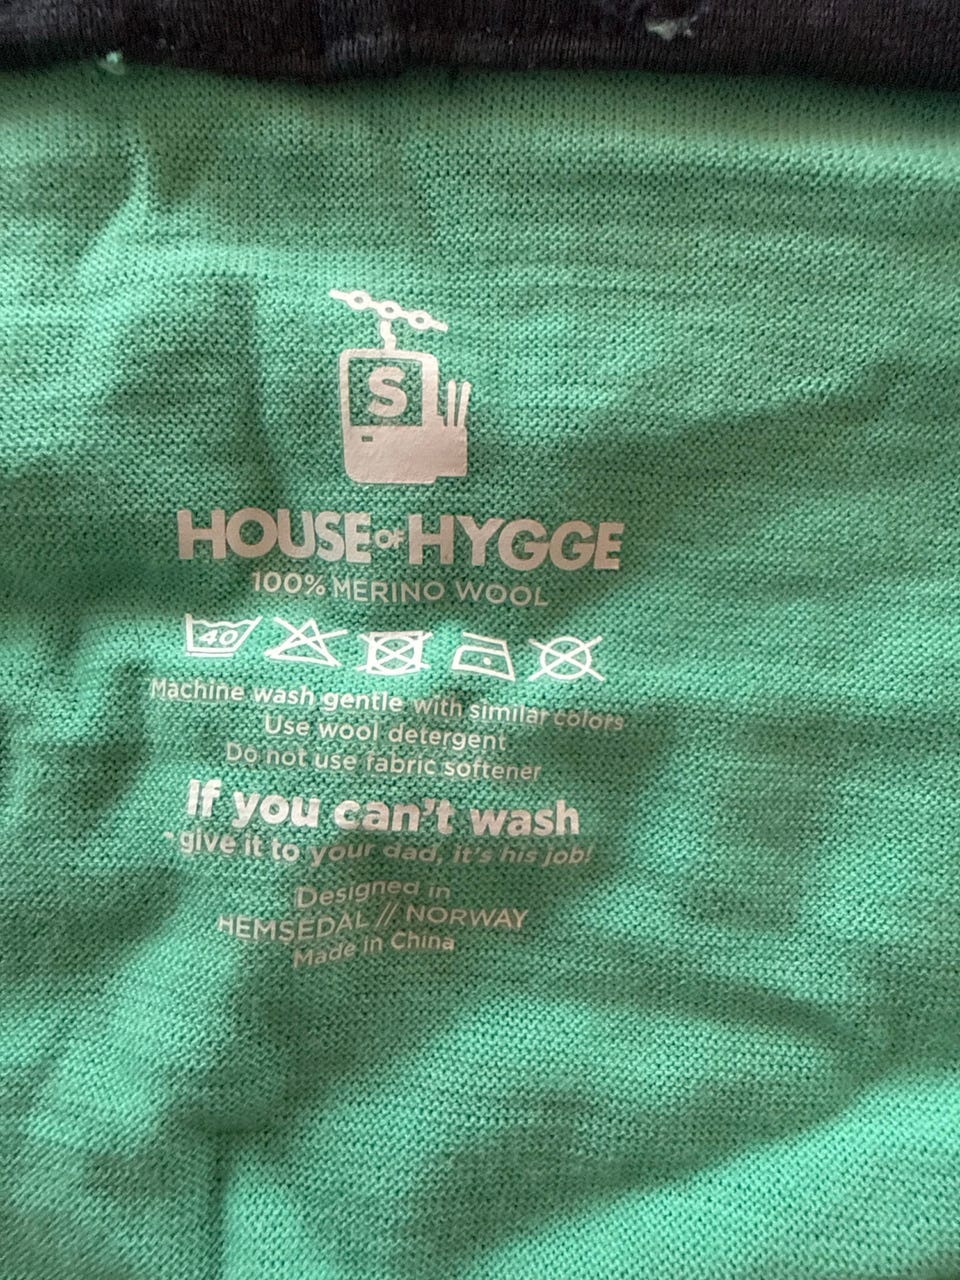 S
HOUSE OF HYGGE
100% MERINO WOOL
40
Machine wash gentle with similar colors
Use wool detergent
Do not use fabric softener
If you can't wash
- give it to your dad, it's his job!
Designed in
HEMSEDAL // NORWAY
Made in China